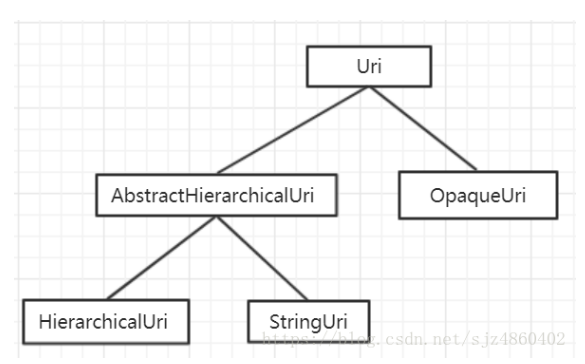 Uri
AbstractHierarchicalUri
OpaqueUri
HierarchicalUri
StringUri
https://blog.csdn.net/sjz4860402